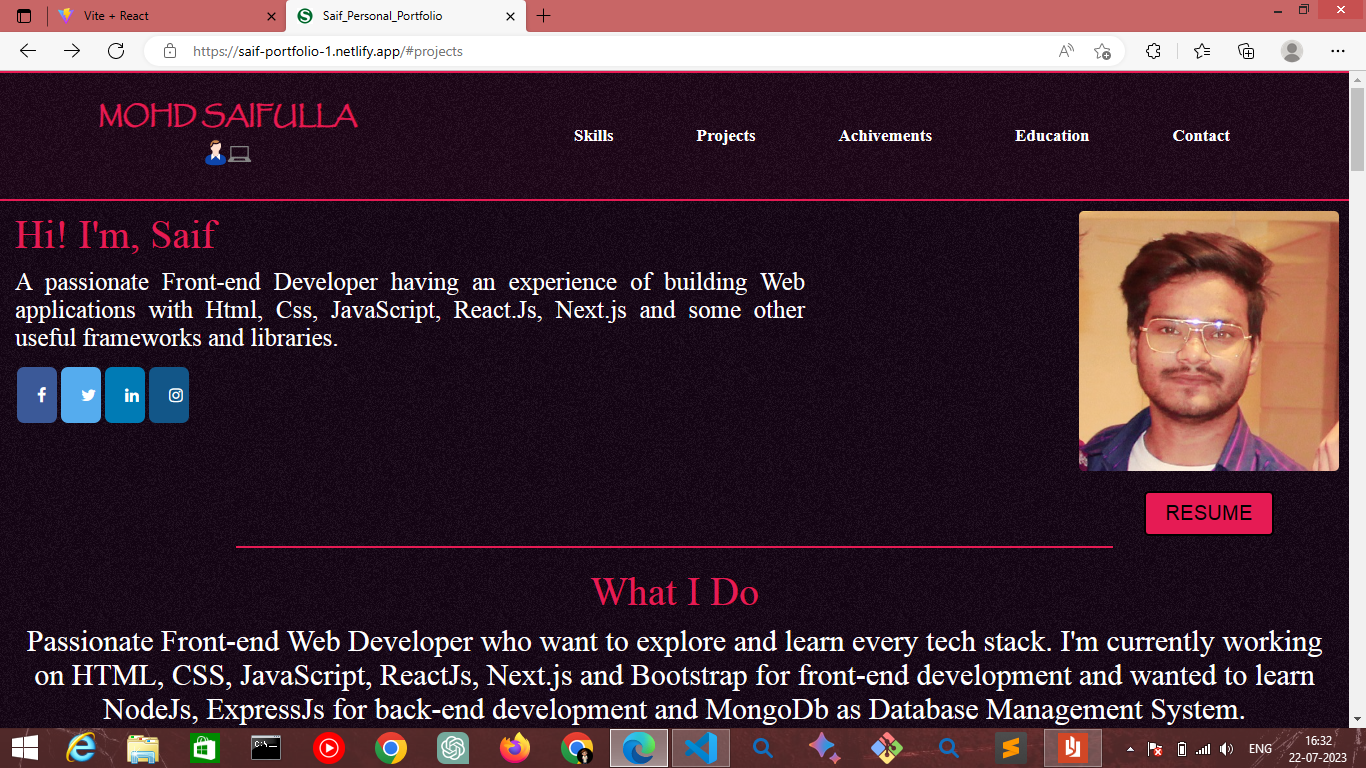 Vite + React
Saif_Personal_Portfolio
https://saif-portfolio-1.netlify.app/#projects
MOHD SAIFULLA
Skills
Projects
Achivements
Education
Contact
Hi! I'm, Saif
A passionate Front-end Developer having an experience of building Web
applications with Html, Css, JavaScript, React.Js, Next.js and some other
useful frameworks and libraries.
RESUME
What I Do
Passionate Front-end Web Developer who want to explore and learn every tech stack. I'm currently working
on HTML, CSS, JavaScript, ReactJs, Next.js and Bootstrap for front-end development and wanted to learn
NodeJs, ExpressJs for back-end development and MongoDb as Database Management System.
ENG
16:32
22-07-2023